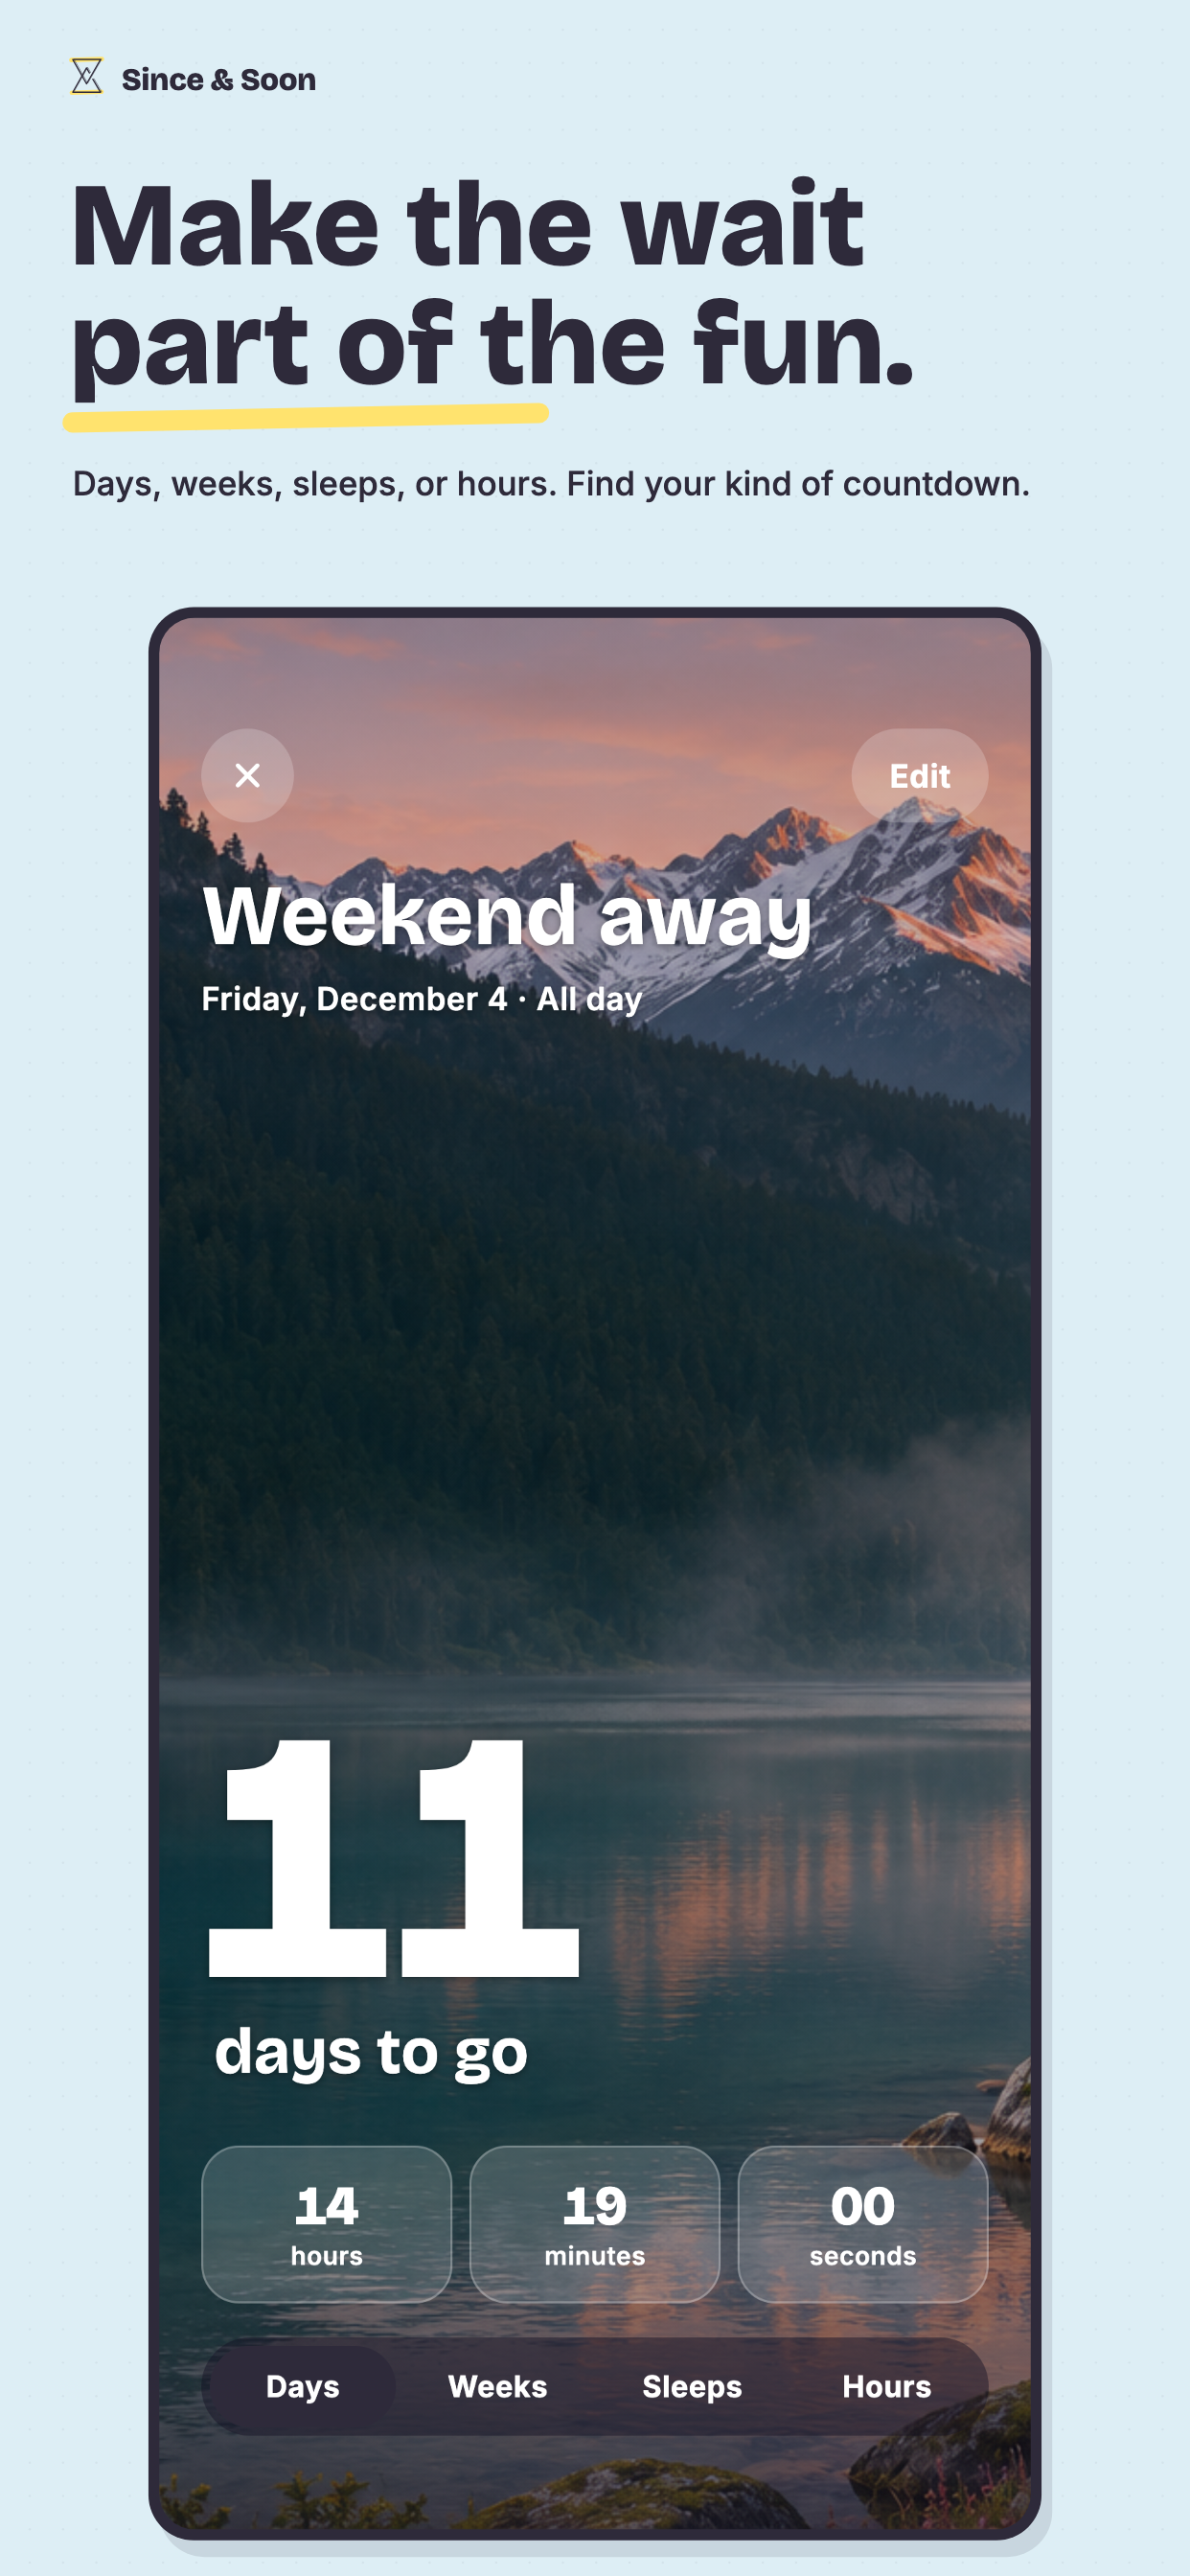 Since & Soon
Make the wait
part of the fun.
Days, weeks, sleeps, or hours. Find your kind of countdown.
Edit
Weekend away
Friday, December 4 · All day
11
days to go
14
hours
19
minutes
00
seconds
Days
Weeks
Sleeps
Hours